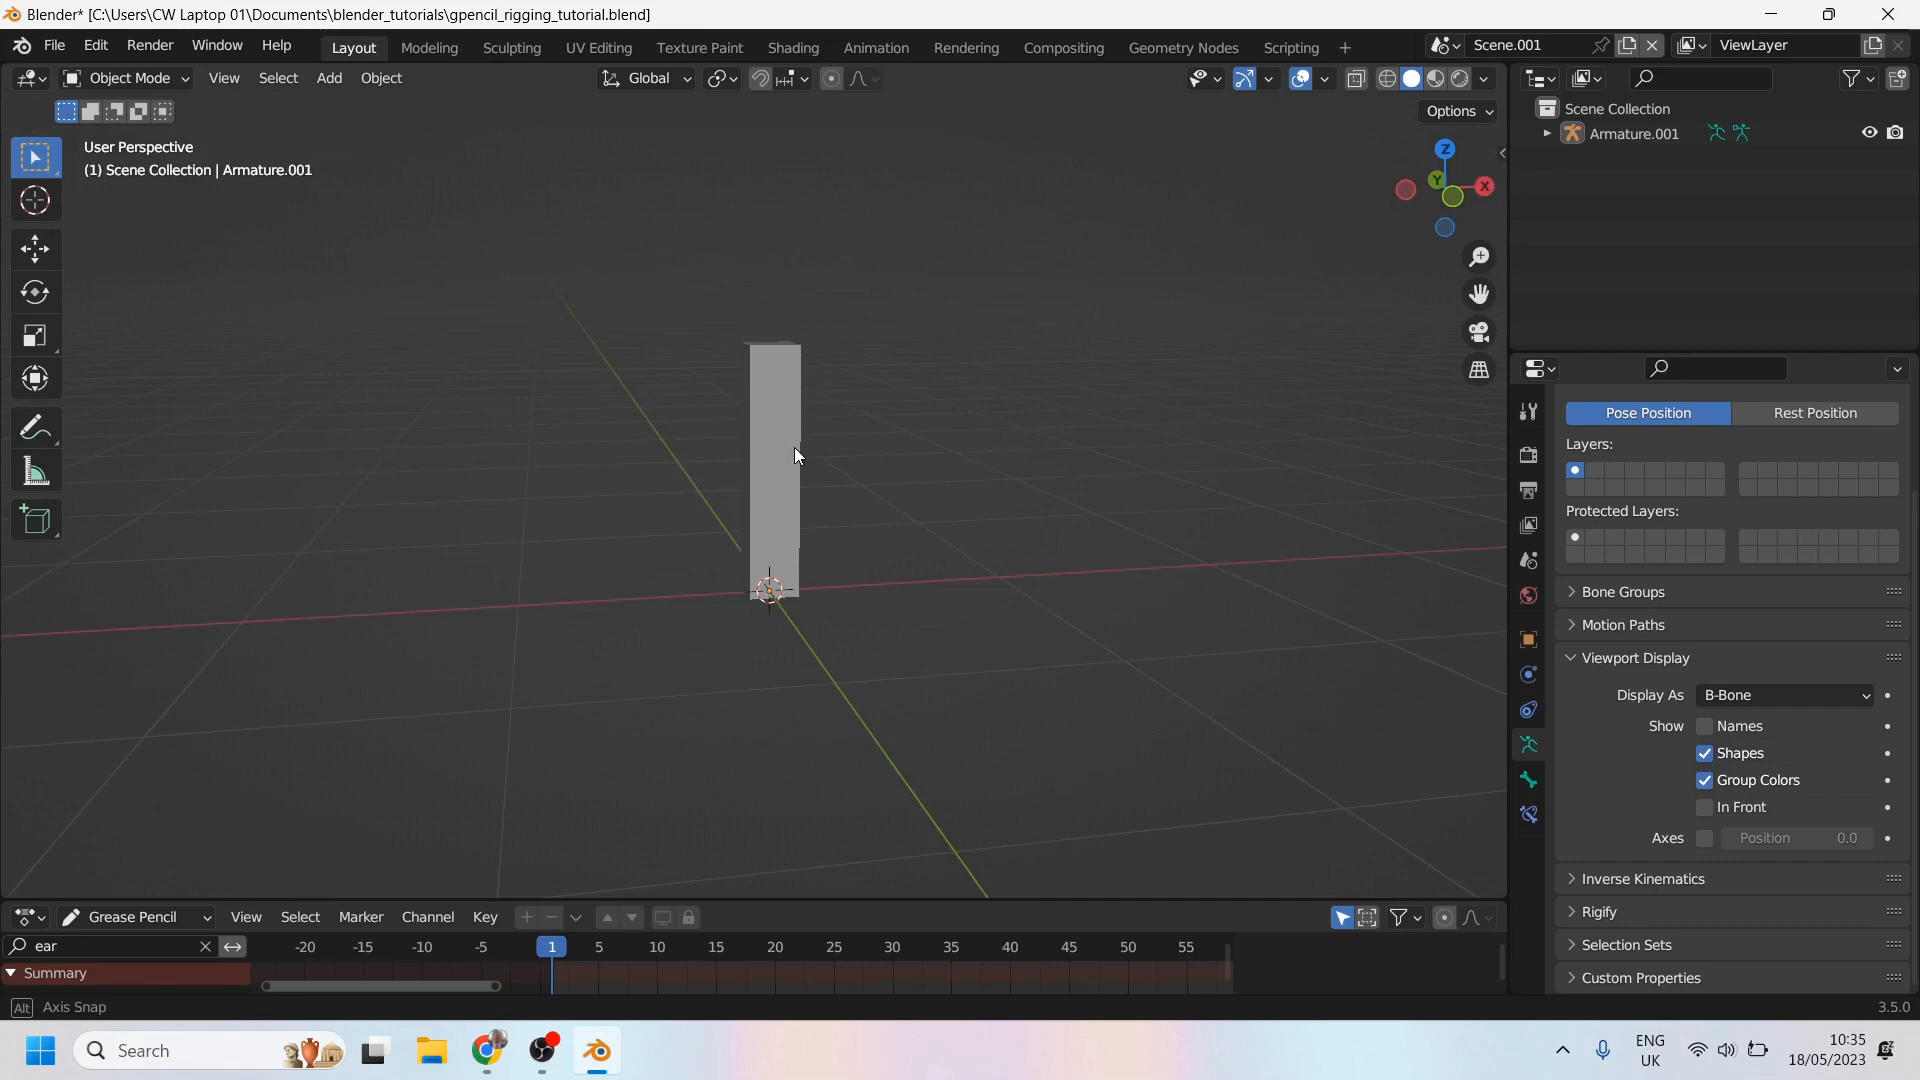 Blender* [C:\Users\CW Laptop 01\Documents\blender_tutorials\gpencil_rigging_tutorial.blend]
File Edit Render Window Help Layout Modeling Sculpting UV Editing Texture Paint Shading Animation Rendering Compositing Geometry Nodes Scripting + Scene.001 ViewLayer
Object Mode View Select Add Object Global
Options
User Perspective
(1) Scene Collection | Armature.001
Z
Y
X
Scene Collection
Armature.001
Pose Position Rest Position
Layers:
Protected Layers:
Bone Groups
Motion Paths
Viewport Display
Display As B-Bone
Show Names
Shapes
Group Colors
In Front
Axes Position 0.0
Inverse Kinematics
Rigify
Selection Sets
Custom Properties
Grease Pencil View Select Marker Channel Key
ear -20 -15 -10 -5 1 5 10 15 20 25 30 35 40 45 50 55
Summary
Alt Axis Snap 3.5.0
Search
ENG
UK
10:35
18/05/2023